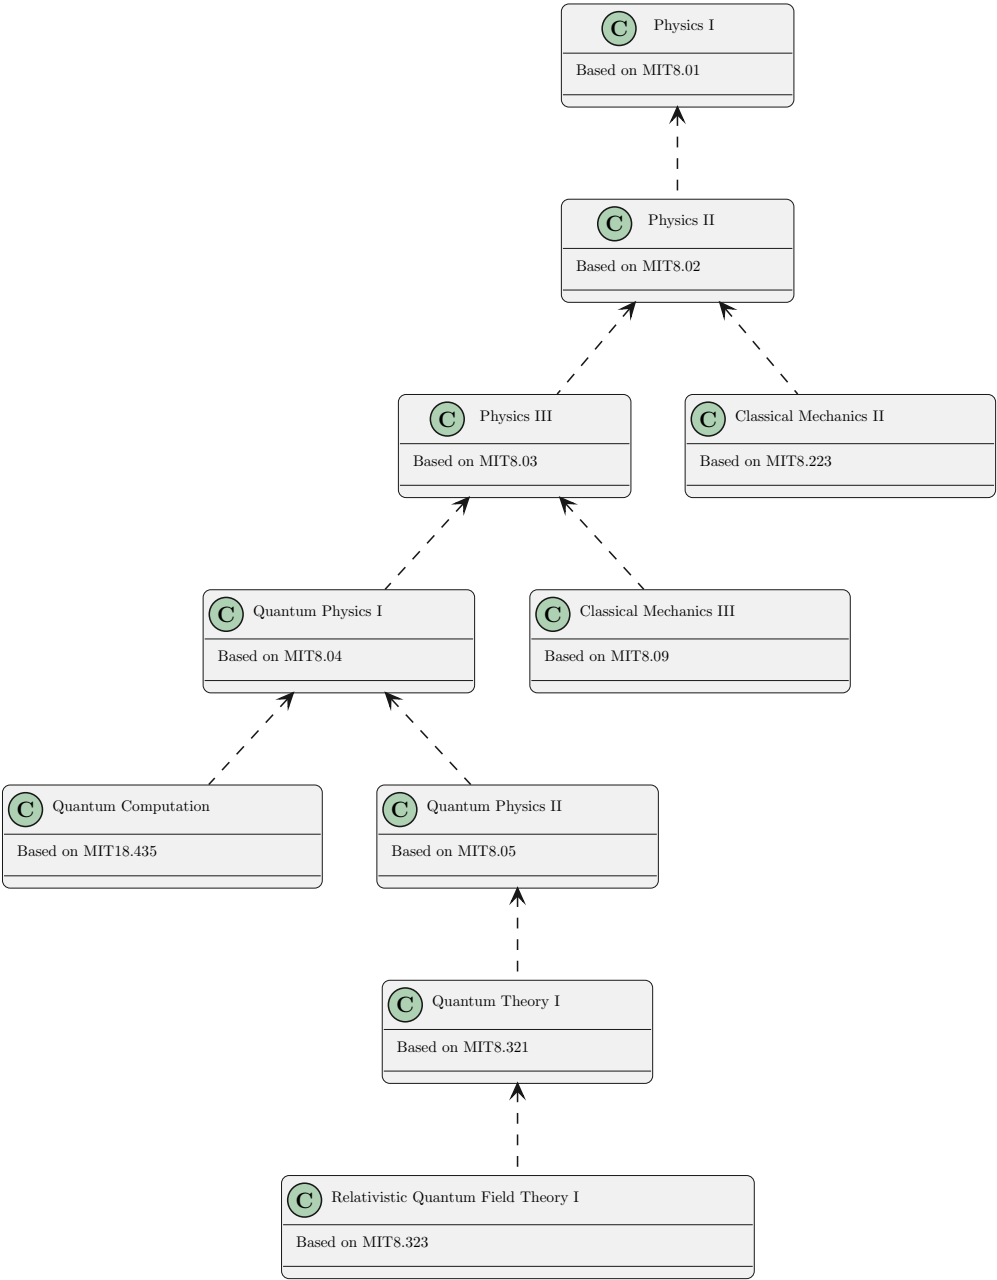 C Physics I
Based on MIT8.01
C Physics II
Based on MIT8.02
C Physics III
Based on MIT8.03
C Classical Mechanics II
Based on MIT8.223
C Quantum Physics I
Based on MIT8.04
C Classical Mechanics III
Based on MIT8.09
C Quantum Computation
Based on MIT18.435
C Quantum Physics II
Based on MIT8.05
C Quantum Theory I
Based on MIT8.321
C Relativistic Quantum Field Theory I
Based on MIT8.323